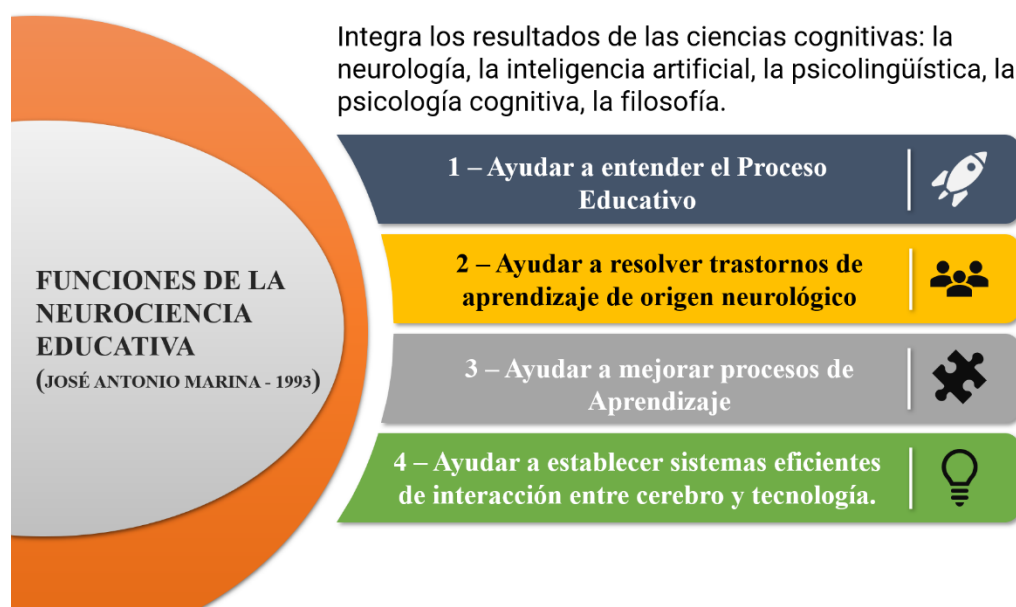 Integra los resultados de las ciencias cognitivas: la
neurología, la inteligencia artificial, la psicolingüística, la
psicología cognitiva, la filosofía.
FUNCIONES DE LA
NEUROCIENCIA
EDUCATIVA
(JOSÉ ANTONIO MARINA - 1993)
1 – Ayudar a entender el Proceso
Educativo
2 – Ayudar a resolver trastornos de
aprendizaje de origen neurológico
3 – Ayudar a mejorar procesos de
Aprendizaje
4 – Ayudar a establecer sistemas eficientes
de interacción entre cerebro y tecnología.